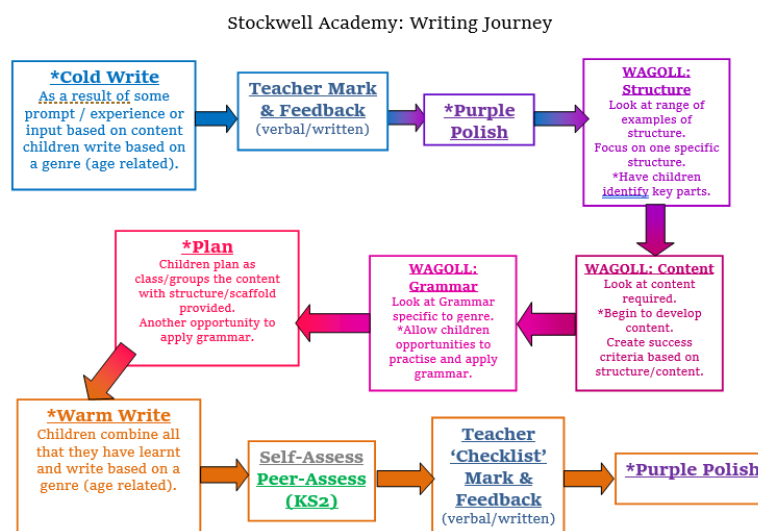 Stockwell Academy: Writing Journey
*Cold Write
As a result of some
prompt / experience or
input based on content
children write based on
a genre (age related).
Teacher Mark
& Feedback
(verbal/written)
*Purple
Polish
WAGOLL:
Structure
Look at range of
examples of
structure.
Focus on one specific
structure.
*Have children
identify key parts.
WAGOLL: Content
Look at content
required.
*Begin to develop
content.
Create success
criteria based on
structure/content.
WAGOLL:
Grammar
Look at Grammar
specific to genre.
*Allow children
opportunities to
practise and apply
grammar.
*Plan
Children plan as
class/groups the content
with structure/scaffold
provided.
Another opportunity to
apply grammar.
*Warm Write
Children combine all
that they have learnt
and write based on a
genre (age related).
Self-Assess
Peer-Assess
(KS2)
Teacher
‘Checklist’
Mark &
Feedback
(verbal/written)
*Purple Polish